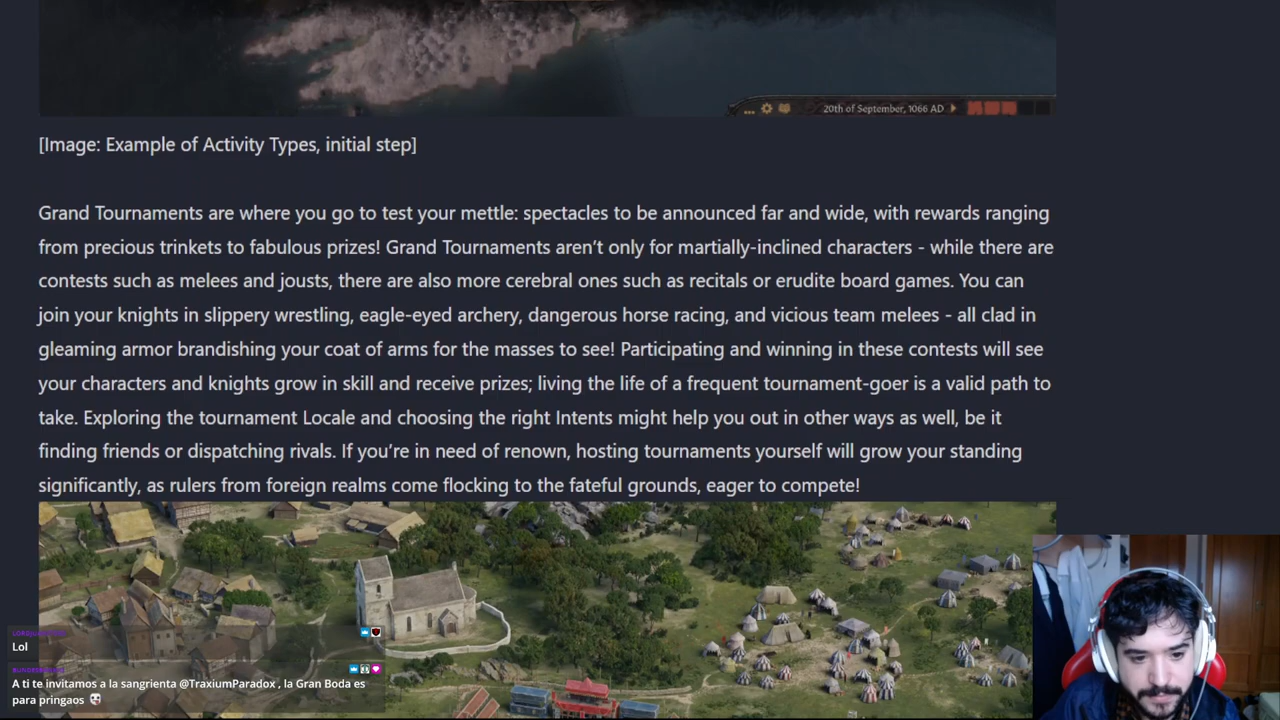 20th of September, 1066 AD
[Image: Example of Activity Types, initial step]
Grand Tournaments are where you go to test your mettle: spectacles to be announced far and wide, with rewards ranging
from precious trinkets to fabulous prizes! Grand Tournaments aren’t only for martially-inclined characters - while there are
contests such as melees and jousts, there are also more cerebral ones such as recitals or erudite board games. You can
join your knights in slippery wrestling, eagle-eyed archery, dangerous horse racing, and vicious team melees - all clad in
gleaming armor brandishing your coat of arms for the masses to see! Participating and winning in these contests will see
your characters and knights grow in skill and receive prizes; living the life of a frequent tournament-goer is a valid path to
take. Exploring the tournament Locale and choosing the right Intents might help you out in other ways as well, be it
finding friends or dispatching rivals. If you’re in need of renown, hosting tournaments yourself will grow your standing
significantly, as rulers from foreign realms come flocking to the fateful grounds, eager to compete!
Lol
A ti te invitamos a la sangrienta @TraxiumParadox , la Gran Boda es
para pringaos